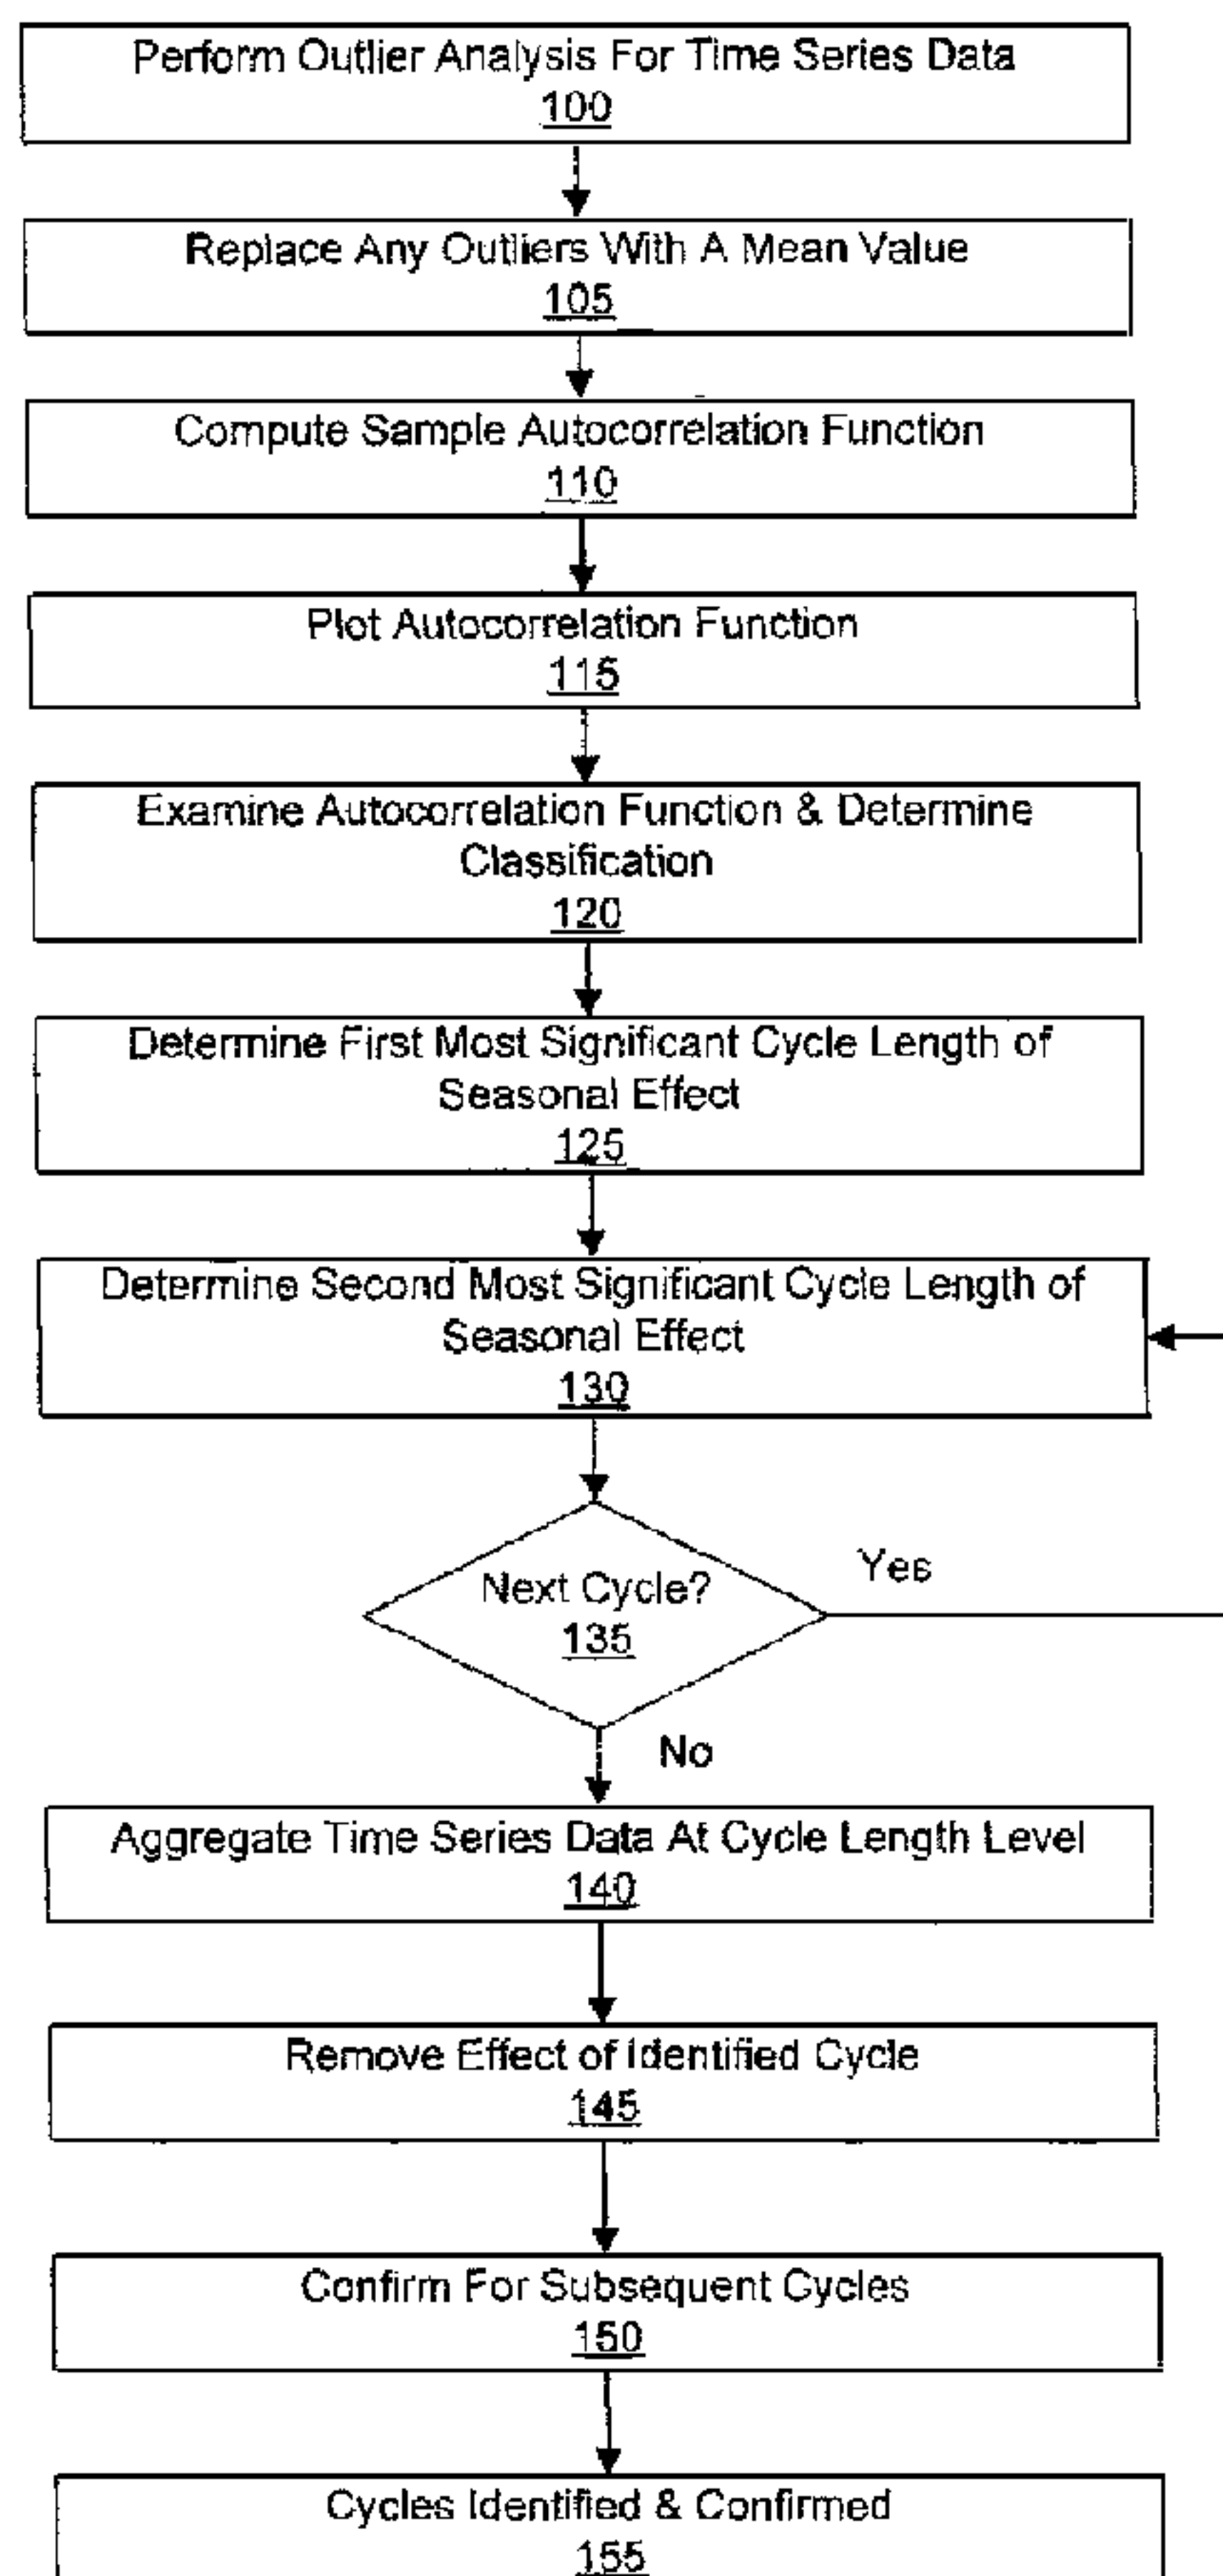 Perform Outlier Analysis For Time Series Data
100
Replace Any Outliers With A Mean Value
105
Compute Sample Autocorrelation Function
110
Plot Autocorrelation Function
115
Examine Autocorrelation Function & Determine
Classification
120
Determine First Most Significant Cycle Length of
Seasonal Effect
125
Determine Second Most Significant Cycle Length of
Seasonal Effect
130
Next Cycle?
135
Yes
No
Aggregate Time Series Data At Cycle Length Level
140
Remove Effect of Identified Cycle
145
Confirm For Subsequent Cycles
150
Cycles Identified & Confirmed
155